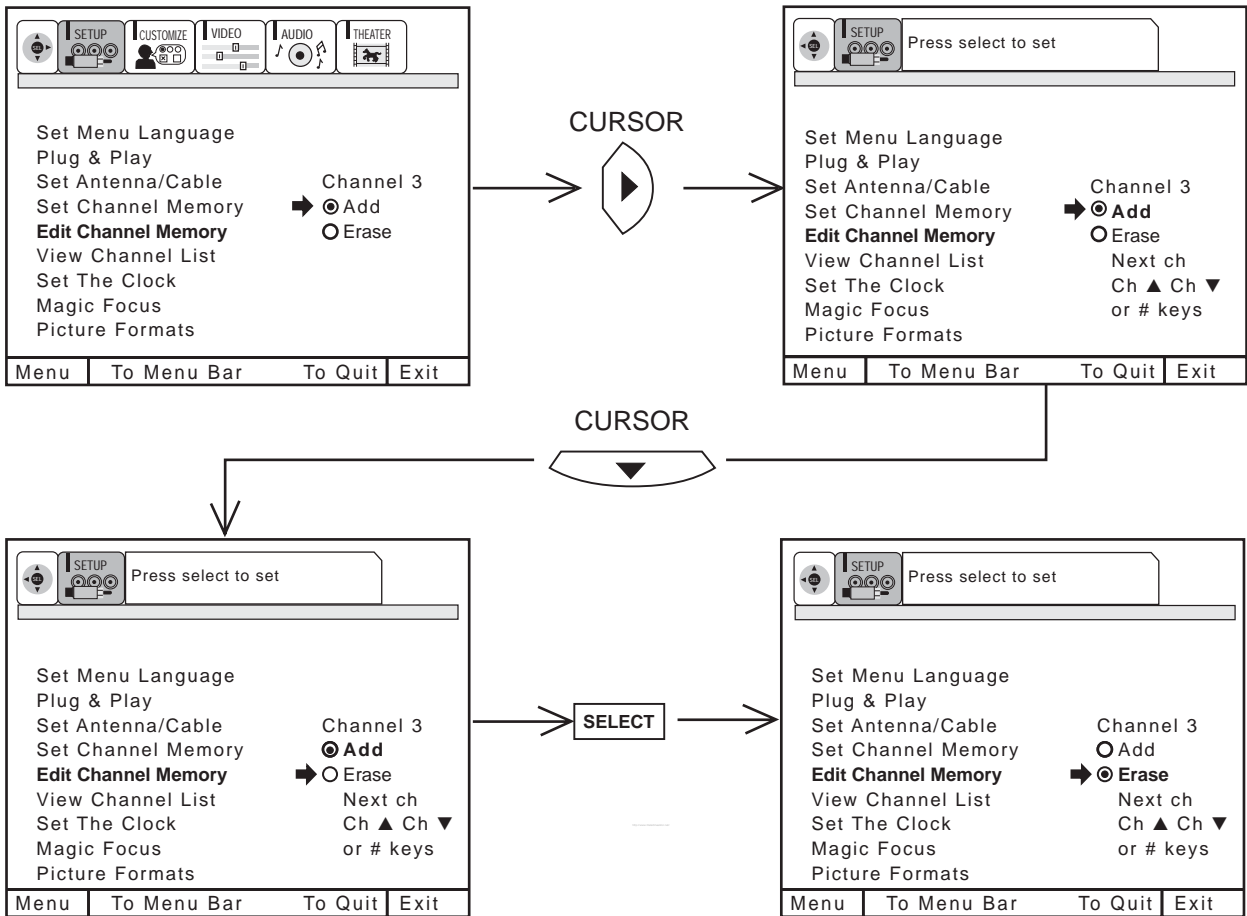 SETUP
CUSTOMIZE
VIDEO
AUDIO
THEATER
SEL
Set Menu Language
Plug & Play
Set Antenna/Cable Channel 3
Set Channel Memory Add
Edit Channel Memory Erase
View Channel List
Set The Clock
Magic Focus
Picture Formats
Menu To Menu Bar To Quit Exit
CURSOR
SEL
SETUP
Press select to set
Set Menu Language
Plug & Play
Set Antenna/Cable Channel 3
Set Channel Memory Add
Edit Channel Memory Erase
View Channel List Next ch
Set The Clock Ch ▲ Ch ▼
Magic Focus or # keys
Picture Formats
Menu To Menu Bar To Quit Exit
CURSOR
SEL
SETUP
Press select to set
Set Menu Language
Plug & Play
Set Antenna/Cable Channel 3
Set Channel Memory Add
Edit Channel Memory Erase
View Channel List Next ch
Set The Clock Ch ▲ Ch ▼
Magic Focus or # keys
Picture Formats
Menu To Menu Bar To Quit Exit
SELECT
SEL
SETUP
Press select to set
Set Menu Language
Plug & Play
Set Antenna/Cable Channel 3
Set Channel Memory Add
Edit Channel Memory Erase
View Channel List Next ch
Set The Clock Ch ▲ Ch ▼
Magic Focus or # keys
Picture Formats
Menu To Menu Bar To Quit Exit